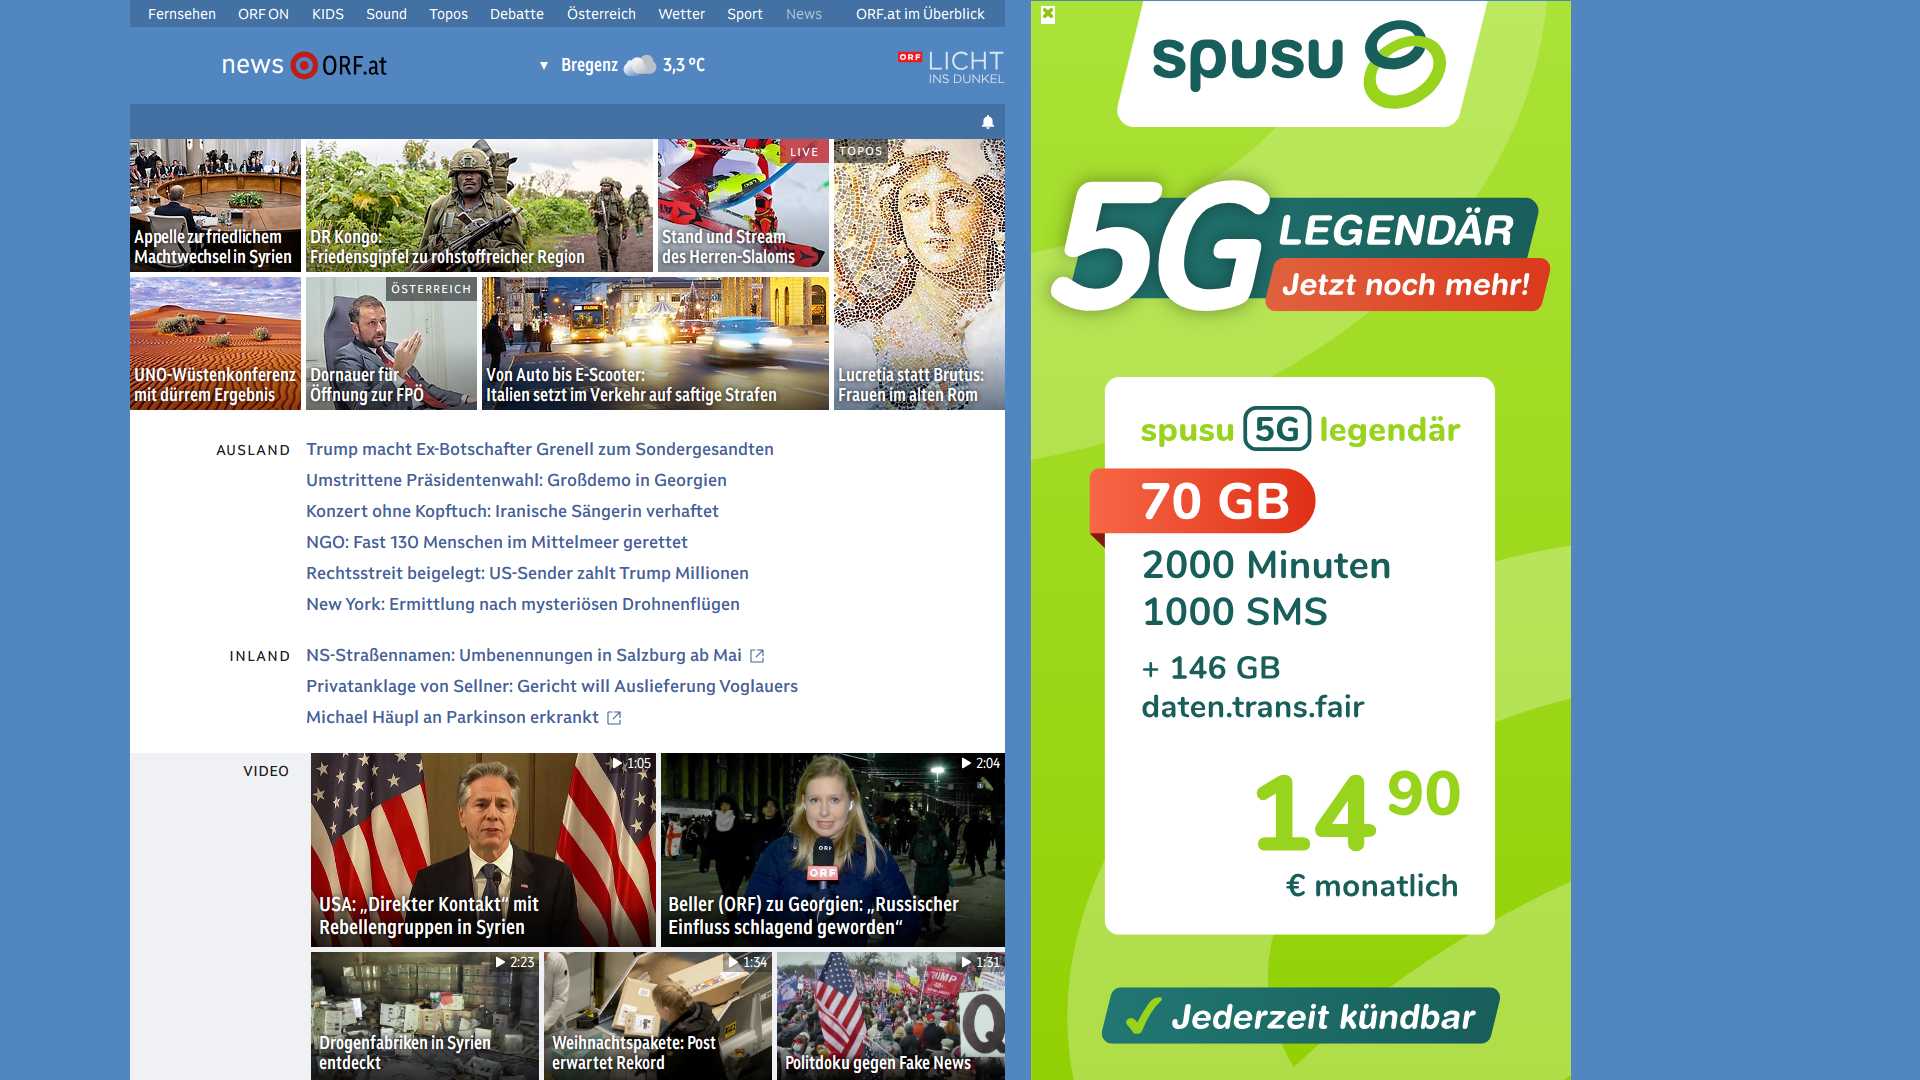 Fernsehen ORF ON KIDS Sound Topos Debatte Österreich Wetter Sport News ORF.at im Überblick
news ORF.at
▼ Bregenz 3,3 °C
ORF LICHT
INS DUNKEL
Appelle zu friedlichem
Machtwechsel in Syrien
DR Kongo:
Friedensgipfel zu rohstoffreicher Region
LIVE
Stand und Stream
des Herren-Slaloms
TOPOS
Lucretia statt Brutus:
Frauen im alten Rom
UNO-Wüstenkonferenz
mit dürrem Ergebnis
ÖSTERREICH
Dornauer für
Öffnung zur FPÖ
Von Auto bis E-Scooter:
Italien setzt im Verkehr auf saftige Strafen
AUSLAND
Trump macht Ex-Botschafter Grenell zum Sondergesandten
Umstrittene Präsidentenwahl: Großdemo in Georgien
Konzert ohne Kopftuch: Iranische Sängerin verhaftet
NGO: Fast 130 Menschen im Mittelmeer gerettet
Rechtsstreit beigelegt: US-Sender zahlt Trump Millionen
New York: Ermittlung nach mysteriösen Drohnenflügen
INLAND
NS-Straßennamen: Umbenennungen in Salzburg ab Mai
Privatanklage von Sellner: Gericht will Auslieferung Voglauers
Michael Häupl an Parkinson erkrankt
VIDEO
1:05
USA: „Direkter Kontakt“ mit
Rebellengruppen in Syrien
2:04
ORF
ORF
Beller (ORF) zu Georgien: „Russischer
Einfluss schlagend geworden“
2:23
Drogenfabriken in Syrien
entdeckt
1:34
Weihnachtspakete: Post
erwartet Rekord
1:31
TRUMP
Q
Politdoku gegen Fake News
spusu
5G LEGENDÄR
Jetzt noch mehr!
spusu 5G legendär
70 GB
2000 Minuten
1000 SMS
+ 146 GB
daten.trans.fair
14 90
€ monatlich
Jederzeit kündbar